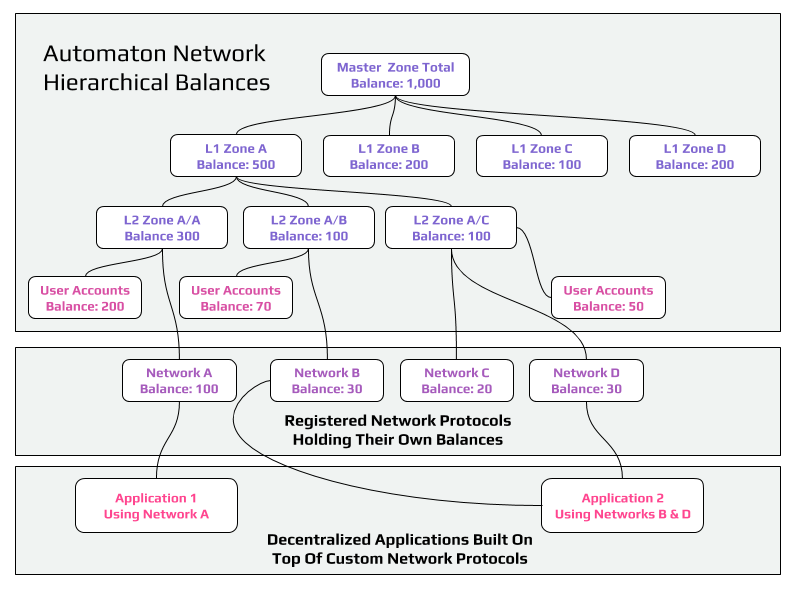 Automaton Network
Hierarchical Balances
Master Zone Total
Balance: 1,000
L1 Zone A
Balance: 500
L1 Zone B
Balance: 200
L1 Zone C
Balance: 100
L1 Zone D
Balance: 200
L2 Zone A/A
Balance 300
L2 Zone A/B
Balance: 100
L2 Zone A/C
Balance: 100
User Accounts
Balance: 200
User Accounts
Balance: 70
User Accounts
Balance: 50
Network A
Balance: 100
Network B
Balance: 30
Network C
Balance: 20
Network D
Balance: 30
Registered Network Protocols
Holding Their Own Balances
Application 1
Using Network A
Application 2
Using Networks B & D
Decentralized Applications Built On
Top Of Custom Network Protocols